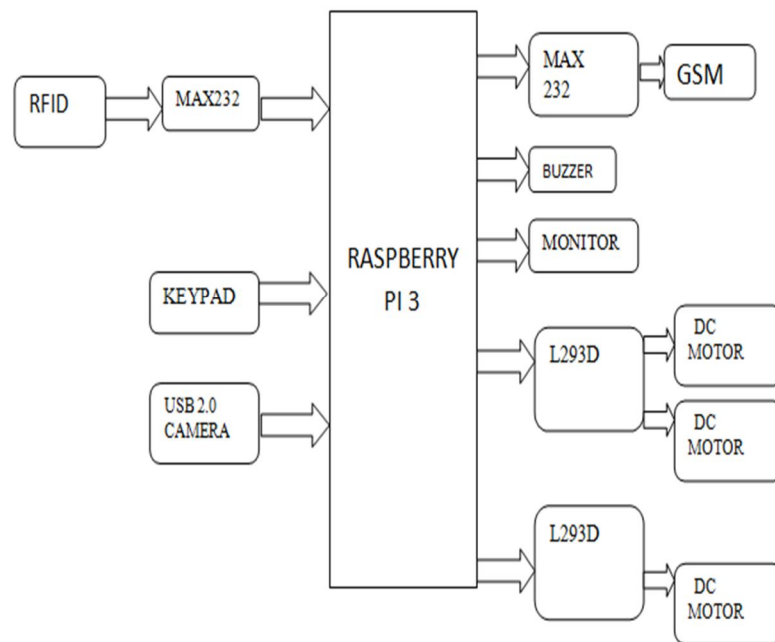 RFID
MAX232
KEYPAD
USB 2.0
CAMERA
RASPBERRY
PI 3
MAX
232
GSM
BUZZER
MONITOR
L293D
DC
MOTOR
DC
MOTOR
L293D
DC
MOTOR